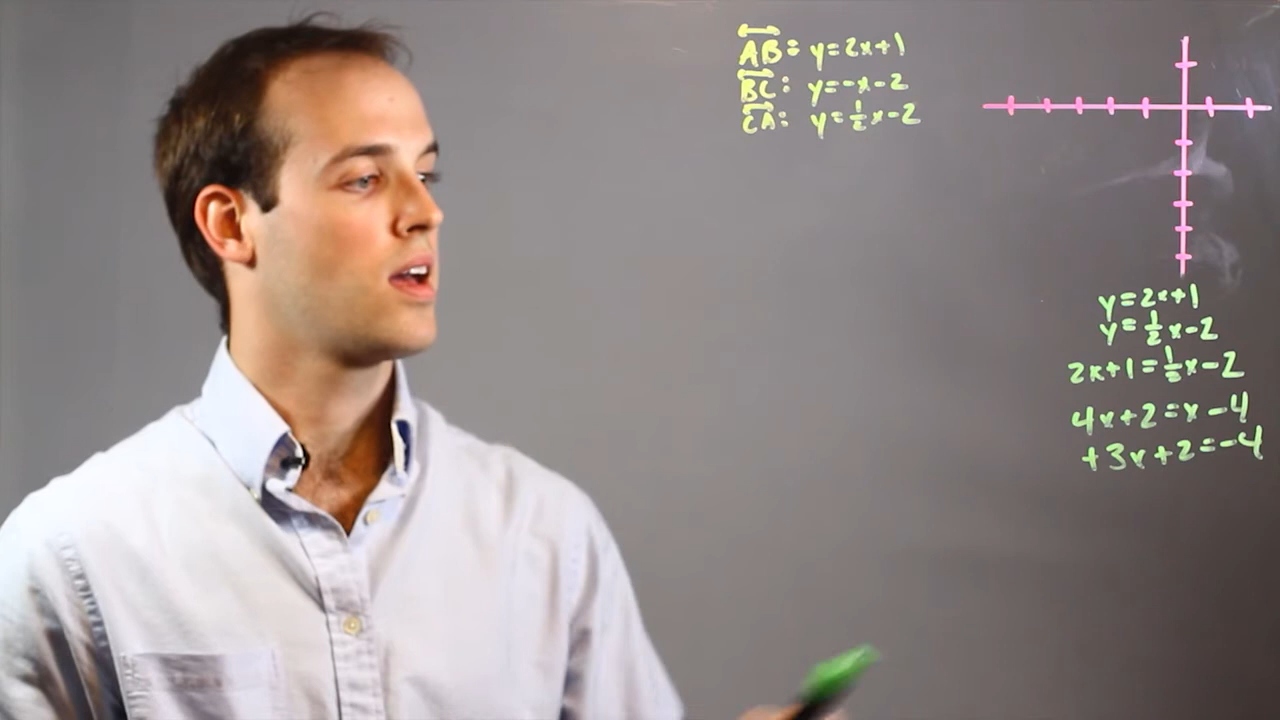 AB: y=2x+1
BC: y=-x-2
CA: y=½x-2
y=2x+1
y=½x-2
2x+1=½x-2
4x+2=x-4
+3x+2=-4